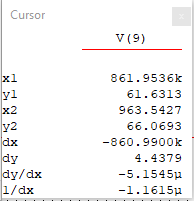 Cursor
V(9)
x1 861.9536k
y1 61.6313
x2 963.5427
y2 66.0693
dx -860.9900k
dy 4.4379
dy/dx -5.1545µ
1/dx -1.1615µ